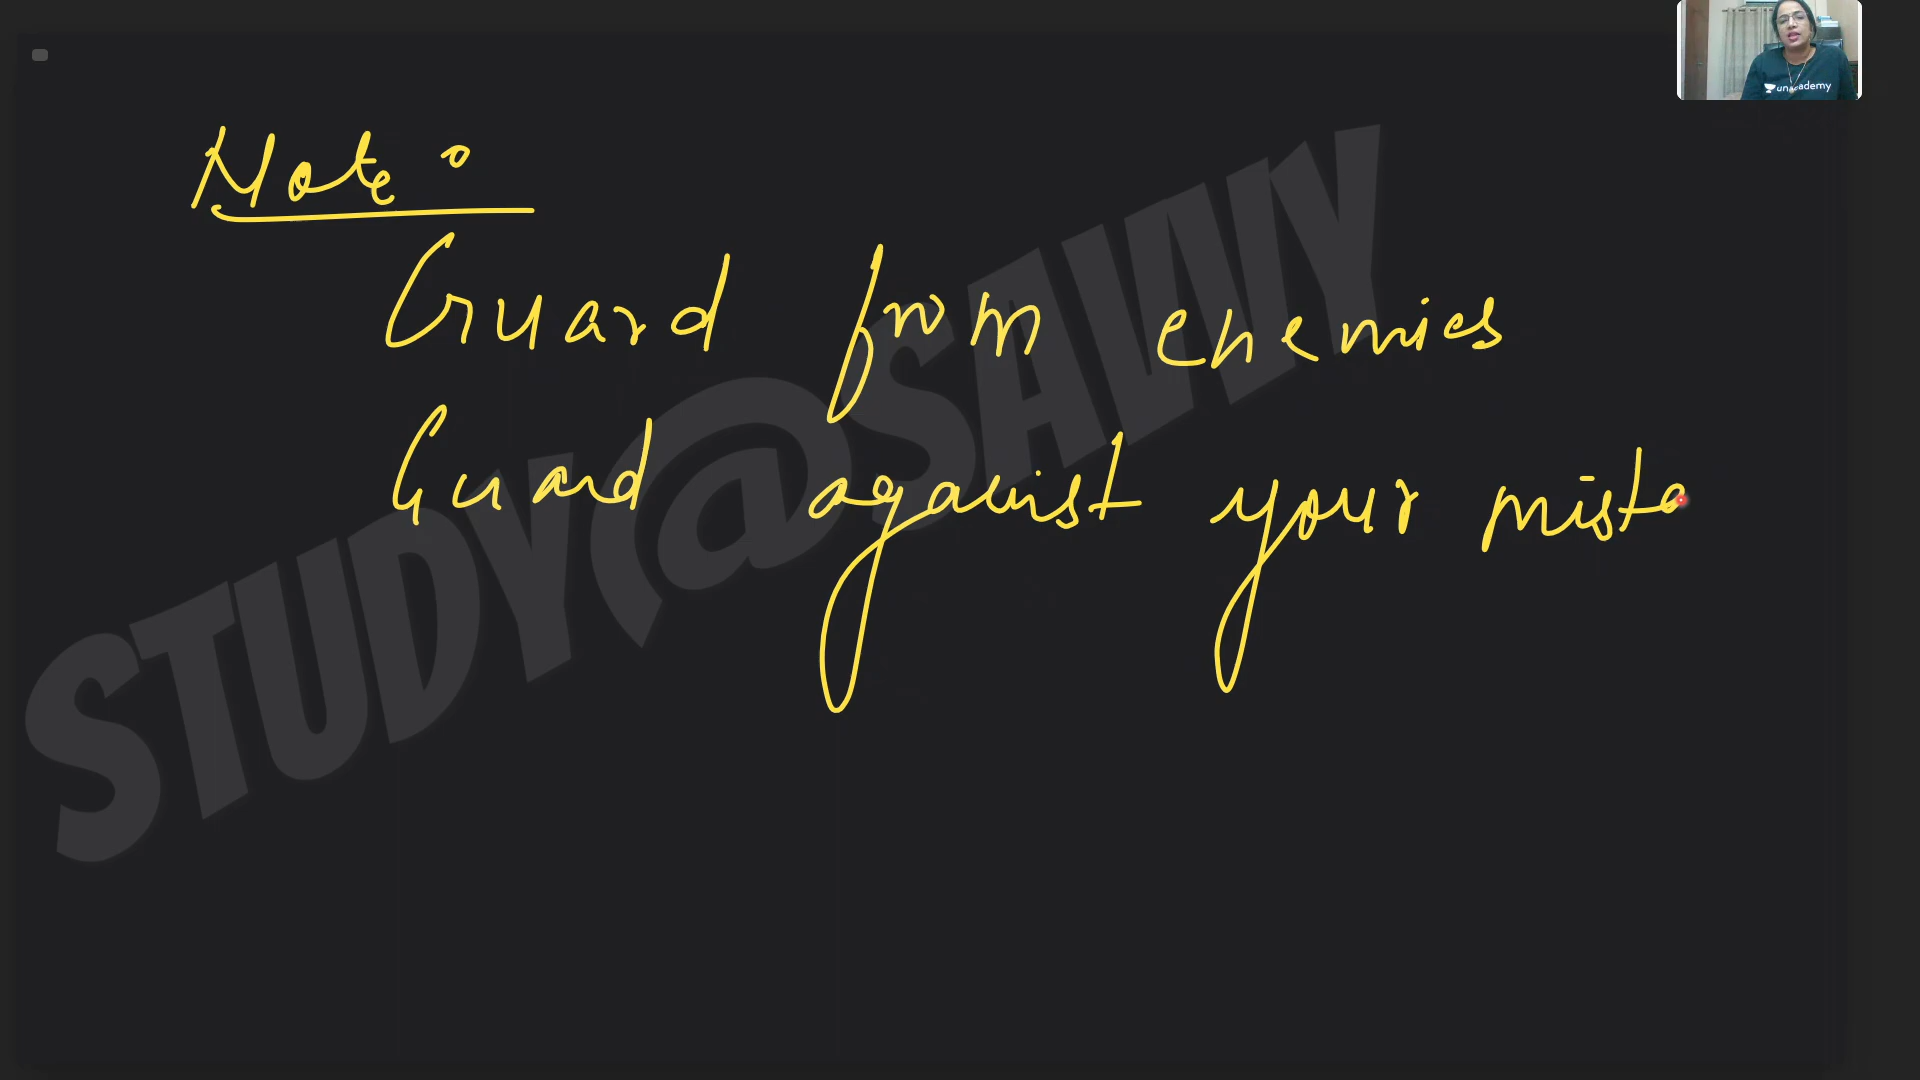 unacademy
Note :
Guard from enemies
Guard against your mista
STUDY@SAVVY